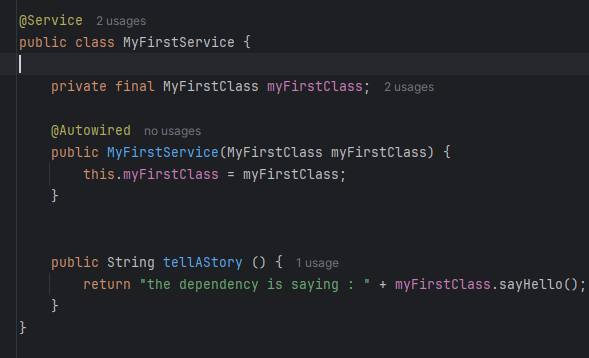 @Service 2 usages
public class MyFirstService {
private final MyFirstClass myFirstClass; 2 usages
@Autowired no usages
public MyFirstService(MyFirstClass myFirstClass) {
this.myFirstClass = myFirstClass;
}
public String tellAStory () { 1 usage
return "the dependency is saying : " + myFirstClass.sayHello();
}
}